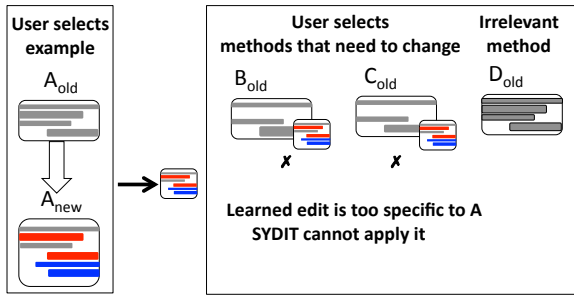 User selects
example
A_old
A_new
User selects
methods that need to change
Irrelevant
method
B_old
C_old
D_old
✗
✗
Learned edit is too specific to A
SYDIT cannot apply it